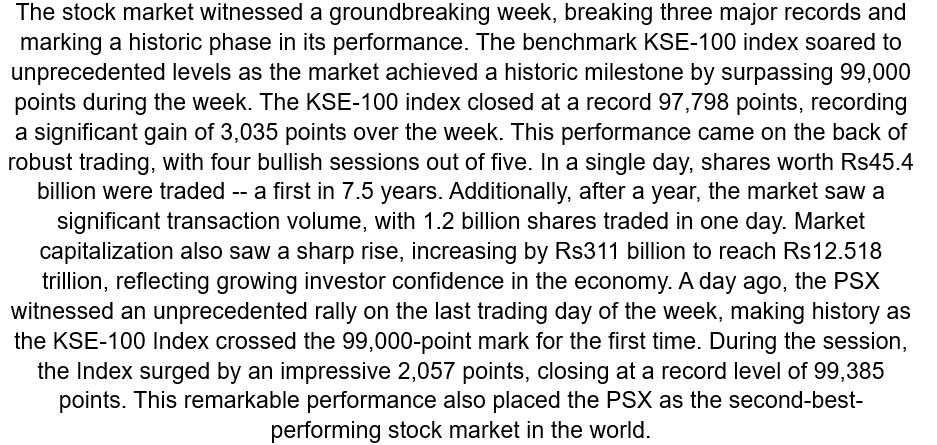 The stock market witnessed a groundbreaking week, breaking three major records and
marking a historic phase in its performance. The benchmark KSE-100 index soared to
unprecedented levels as the market achieved a historic milestone by surpassing 99,000
points during the week. The KSE-100 index closed at a record 97,798 points, recording
a significant gain of 3,035 points over the week. This performance came on the back of
robust trading, with four bullish sessions out of five. In a single day, shares worth Rs45.4
billion were traded -- a first in 7.5 years. Additionally, after a year, the market saw a
significant transaction volume, with 1.2 billion shares traded in one day. Market
capitalization also saw a sharp rise, increasing by Rs311 billion to reach Rs12.518
trillion, reflecting growing investor confidence in the economy. A day ago, the PSX
witnessed an unprecedented rally on the last trading day of the week, making history as
the KSE-100 Index crossed the 99,000-point mark for the first time. During the session,
the Index surged by an impressive 2,057 points, closing at a record level of 99,385
points. This remarkable performance also placed the PSX as the second-best-
performing stock market in the world.